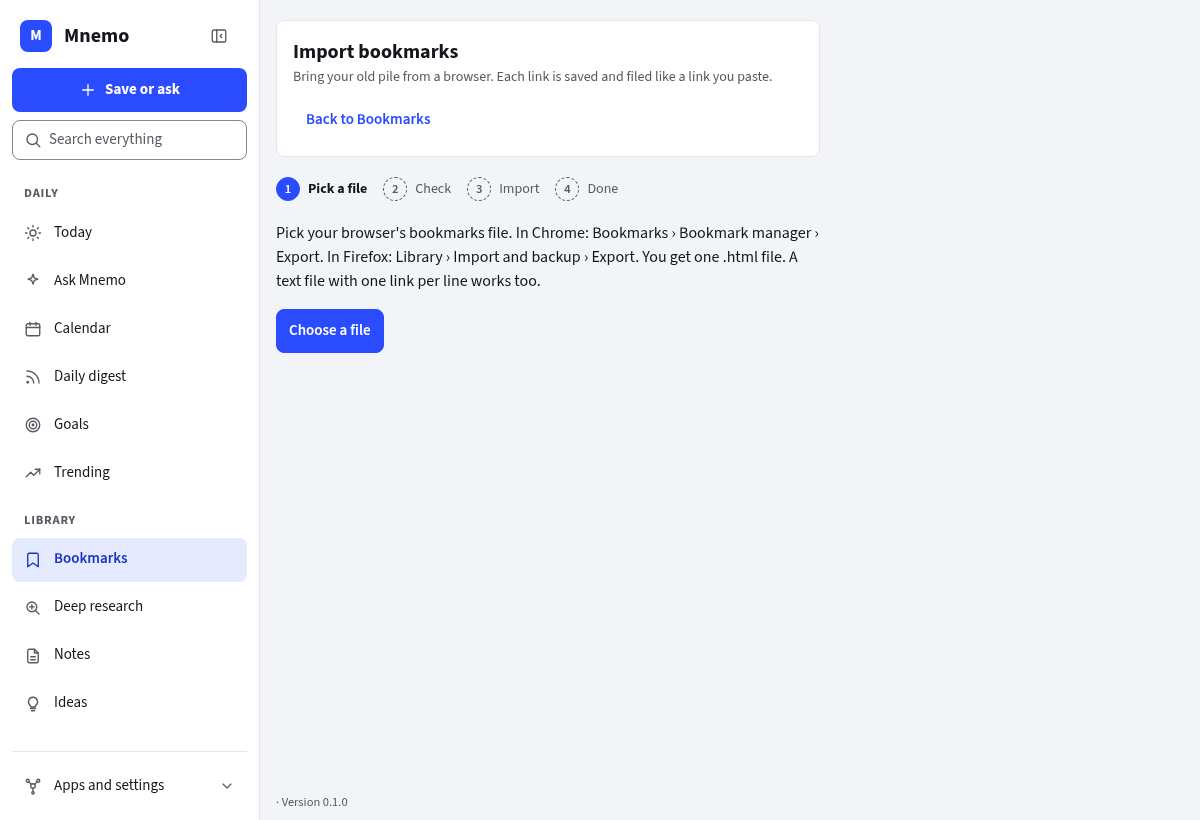 M
Mnemo
Save or ask
Search everything
DAILY
Today
Ask Mnemo
Calendar
Daily digest
Goals
Trending
LIBRARY
Bookmarks
Deep research
Notes
Ideas
Apps and settings
Import bookmarks
Bring your old pile from a browser. Each link is saved and filed like a link you paste.
Back to Bookmarks
1 Pick a file 2 Check 3 Import 4 Done
Pick your browser's bookmarks file. In Chrome: Bookmarks › Bookmark manager ›
Export. In Firefox: Library › Import and backup › Export. You get one .html file. A
text file with one link per line works too.
Choose a file
· Version 0.1.0